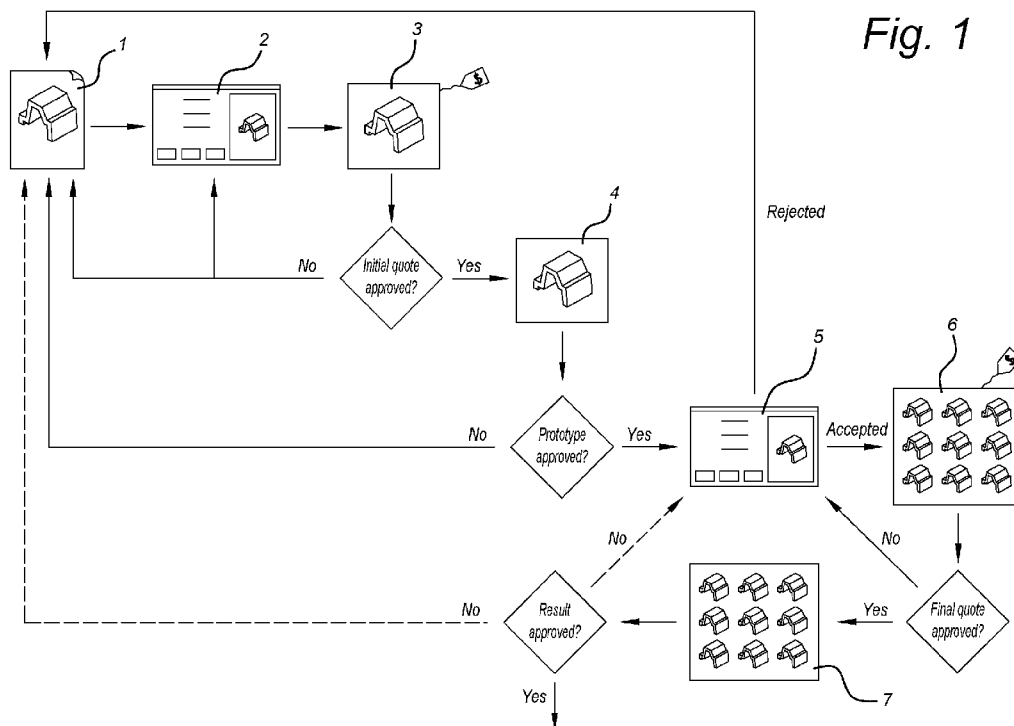 Fig. 1
1
2
3
$
No
Initial quote
approved?
Yes
4
Rejected
No
Prototype
approved?
Yes
5
Accepted
6
$
No
No
No
Result
approved?
Yes
Final quote
approved?
7
Yes